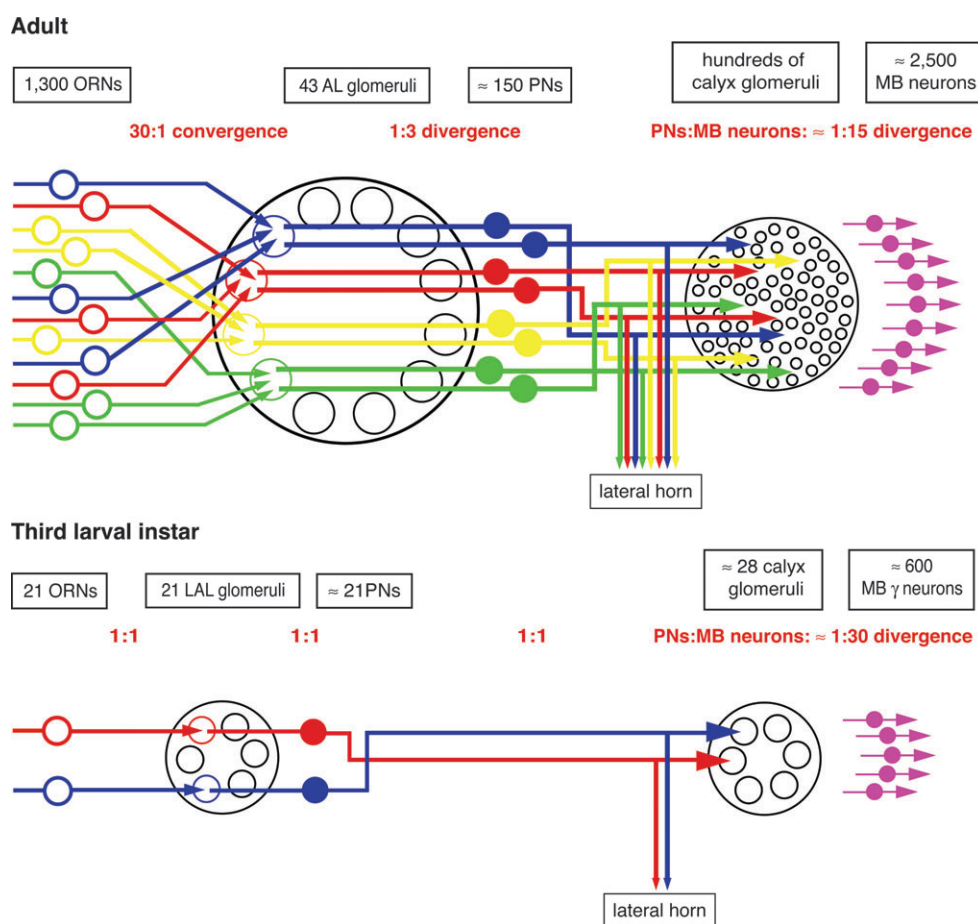 Adult
1,300 ORNs
43 AL glomeruli
≈ 150 PNs
hundreds of
calyx glomeruli
≈ 2,500
MB neurons
30:1 convergence
1:3 divergence
PNs:MB neurons: ≈ 1:15 divergence
lateral horn
Third larval instar
21 ORNs
21 LAL glomeruli
≈ 21PNs
≈ 28 calyx
glomeruli
≈ 600
MB γ neurons
1:1
1:1
1:1
PNs:MB neurons: ≈ 1:30 divergence
lateral horn